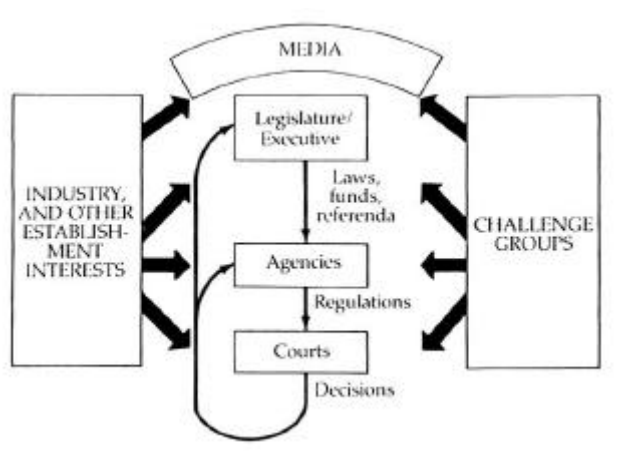 MEDIA
Legislature/
Executive
Laws,
funds,
referenda
INDUSTRY,
AND OTHER
ESTABLISH-
MENT
INTERESTS
CHALLENGE
GROUPS
Agencies
Regulations
Courts
Decisions